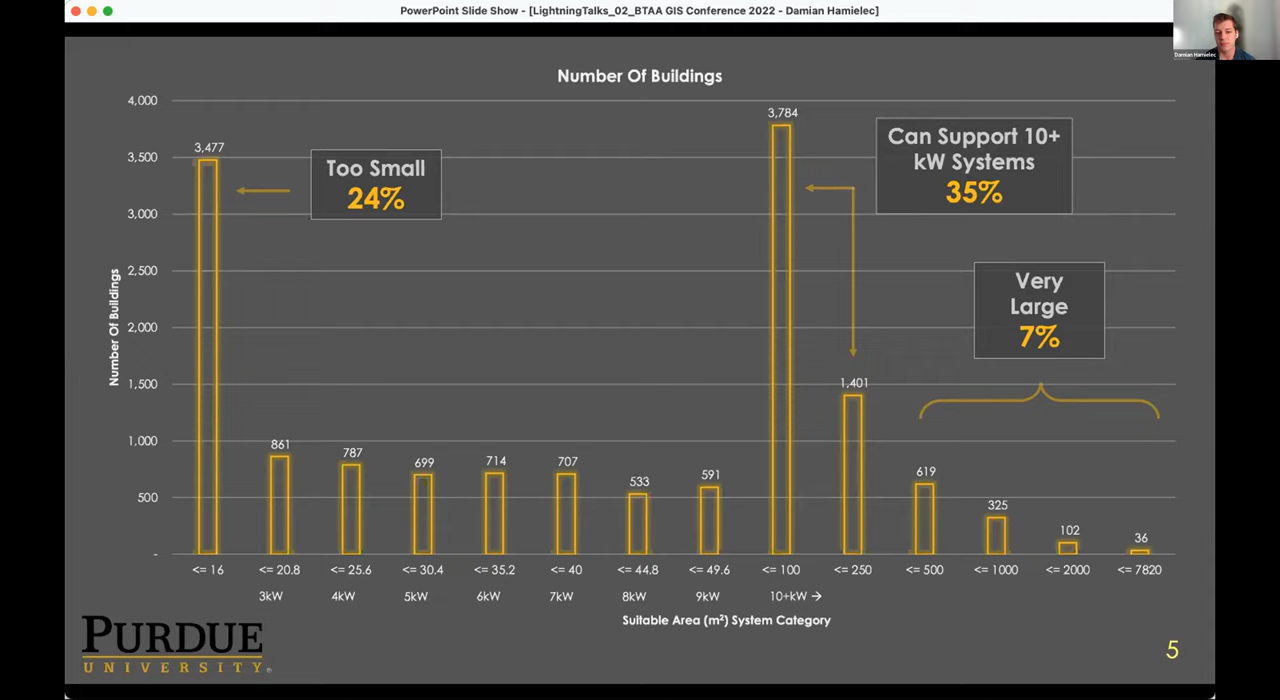 PowerPoint Slide Show - [LightningTalks_02_BTAA GIS Conference 2022 - Damian Hamielec]
Damian Hamielec
Number Of Buildings
4,000
3,500
3,000
2,500
2,000
1,500
1,000
500
-
Number Of Buildings
3,477
861
787
699
714
707
533
591
3,784
1,401
619
325
102
36
Too Small
24%
Can Support 10+
kW Systems
35%
Very
Large
7%
<= 16
<= 20.8
<= 25.6
<= 30.4
<= 35.2
<= 40
<= 44.8
<= 49.6
<= 100
<= 250
<= 500
<= 1000
<= 2000
<= 7820
3kW
4kW
5kW
6kW
7kW
8kW
9kW
10+kW →
Suitable Area (m²) System Category
PURDUE
UNIVERSITY®
5